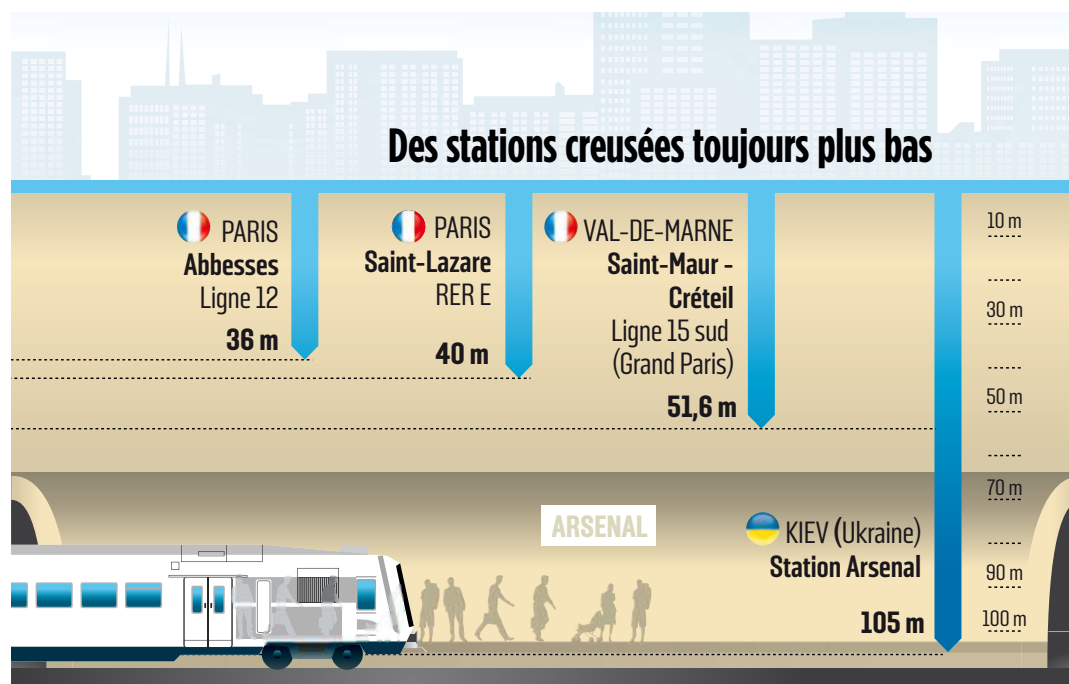 Des stations creusées toujours plus bas
PARIS
Abbesses
Ligne 12
36 m
PARIS
Saint-Lazare
RER E
40 m
VAL-DE-MARNE
Saint-Maur -
Créteil
Ligne 15 sud
(Grand Paris)
51,6 m
ARSENAL
KIEV (Ukraine)
Station Arsenal
105 m
10 m
30 m
50 m
70 m
90 m
100 m